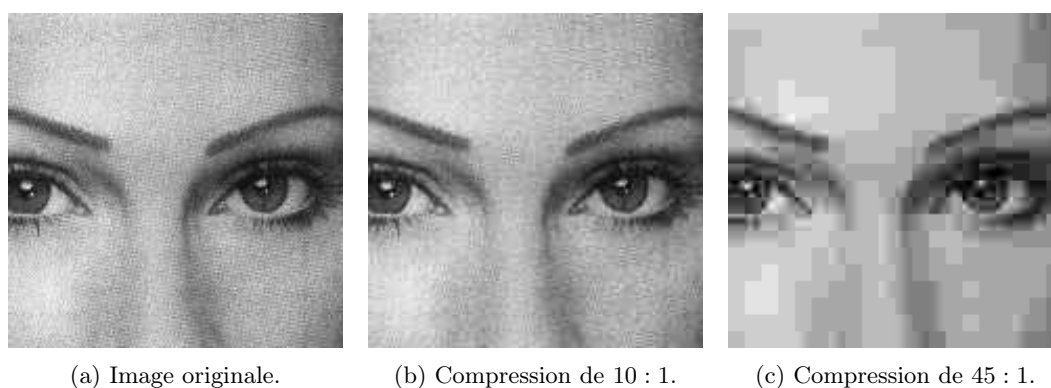 (a) Image originale.
(b) Compression de 10 : 1.
(c) Compression de 45 : 1.